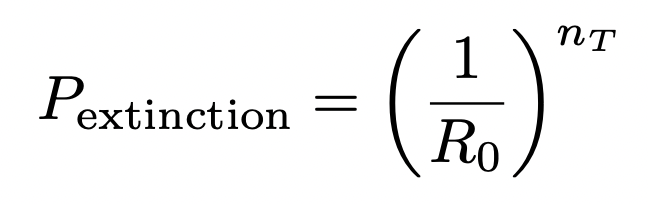 P_extinction = (1/R_0)^{n_T}